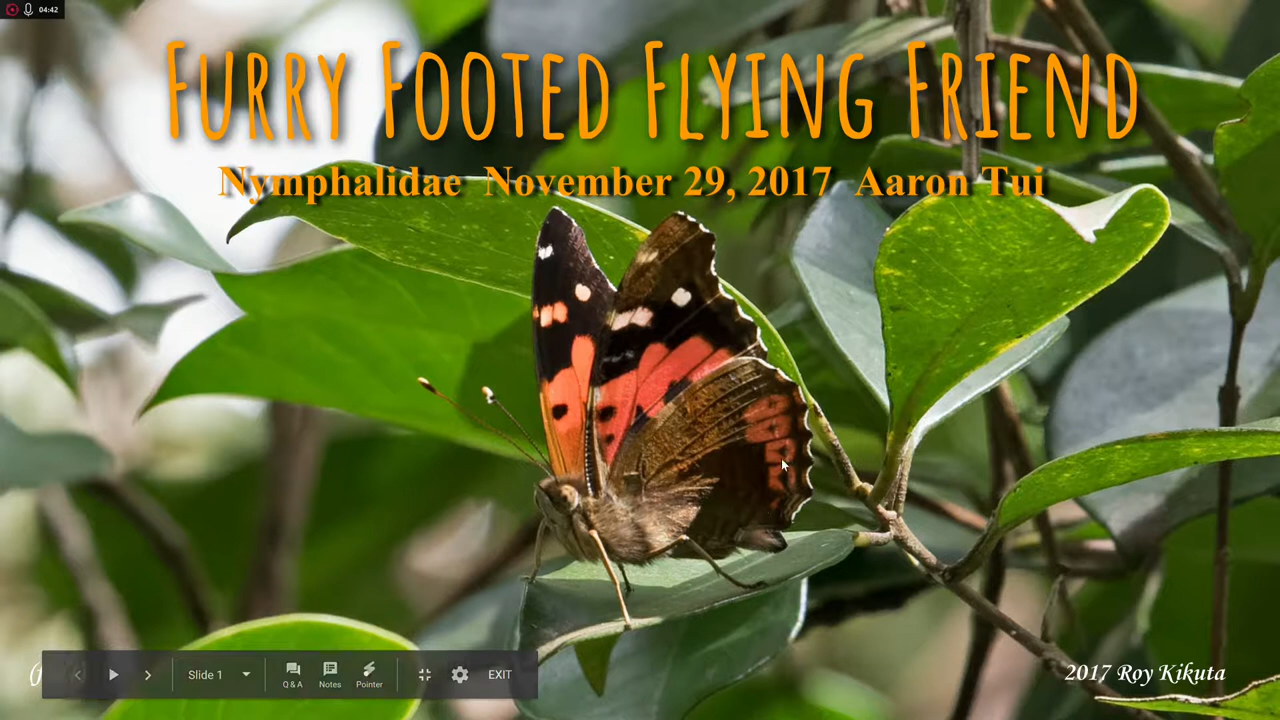 04:42
FURRY FOOTED FLYING FRIEND
Nymphalidae November 29, 2017 Aaron Tui
Slide 1
Q & A
Notes
Pointer
EXIT
2017 Roy Kikuta